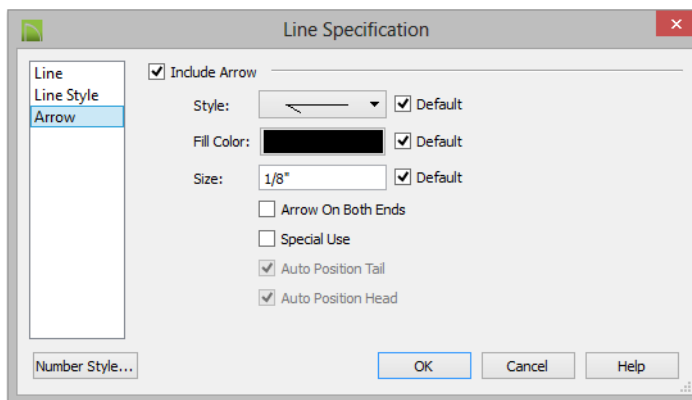 Line Specification
Line
Line Style
Arrow
Include Arrow
Style:
Default
Fill Color:
Default
Size:
1/8"
Default
Arrow On Both Ends
Special Use
Auto Position Tail
Auto Position Head
Number Style...
OK
Cancel
Help